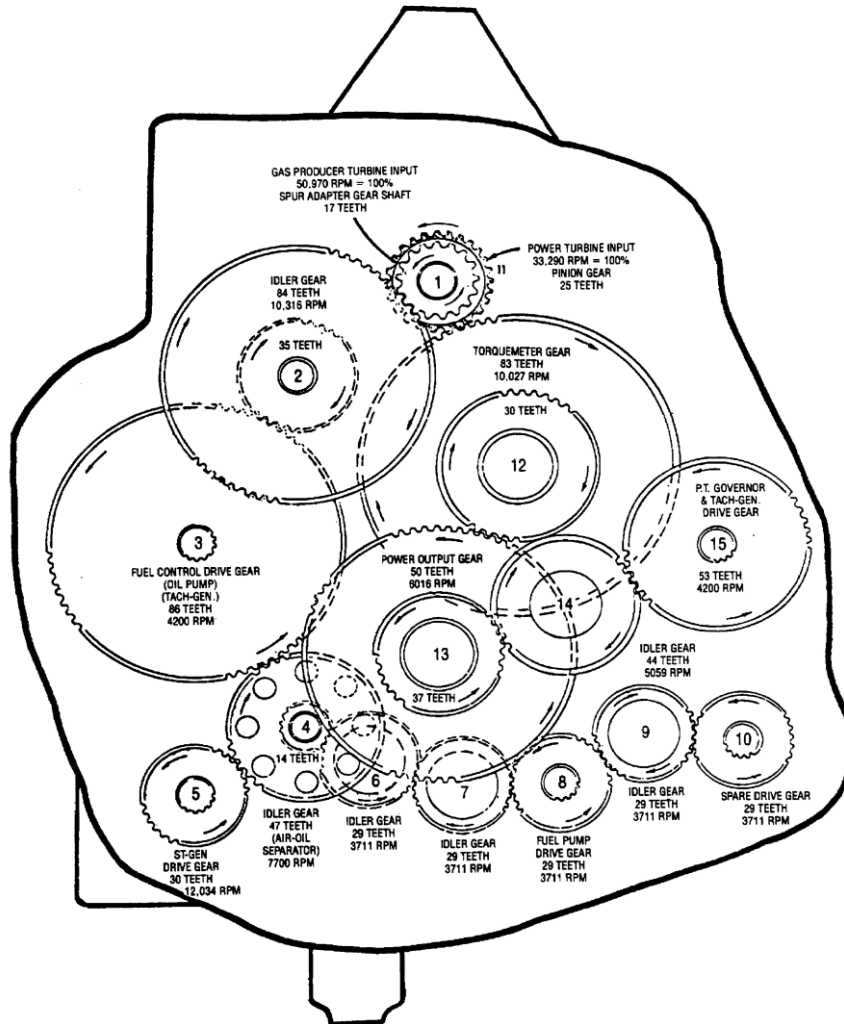 GAS PRODUCER TURBINE INPUT
50,970 RPM = 100%
SPUR ADAPTER GEAR SHAFT
17 TEETH
POWER TURBINE INPUT
33,290 RPM = 100%
PINION GEAR
25 TEETH
11
1
IDLER GEAR
84 TEETH
10,316 RPM
35 TEETH
2
TORQUEMETER GEAR
83 TEETH
10,027 RPM
30 TEETH
12
P.T. GOVERNOR
& TACH-GEN.
DRIVE GEAR
15
53 TEETH
4200 RPM
3
FUEL CONTROL DRIVE GEAR
(OIL PUMP)
(TACH-GEN.)
86 TEETH
4200 RPM
POWER OUTPUT GEAR
50 TEETH
6016 RPM
13
37 TEETH
14
IDLER GEAR
44 TEETH
5059 RPM
4
14 TEETH
IDLER GEAR
47 TEETH
(AIR-OIL
SEPARATOR)
7700 RPM
5
ST-GEN
DRIVE GEAR
30 TEETH
12,034 RPM
6
IDLER GEAR
29 TEETH
3711 RPM
7
IDLER GEAR
29 TEETH
3711 RPM
8
FUEL PUMP
DRIVE GEAR
29 TEETH
3711 RPM
9
IDLER GEAR
29 TEETH
3711 RPM
10
SPARE DRIVE GEAR
29 TEETH
3711 RPM